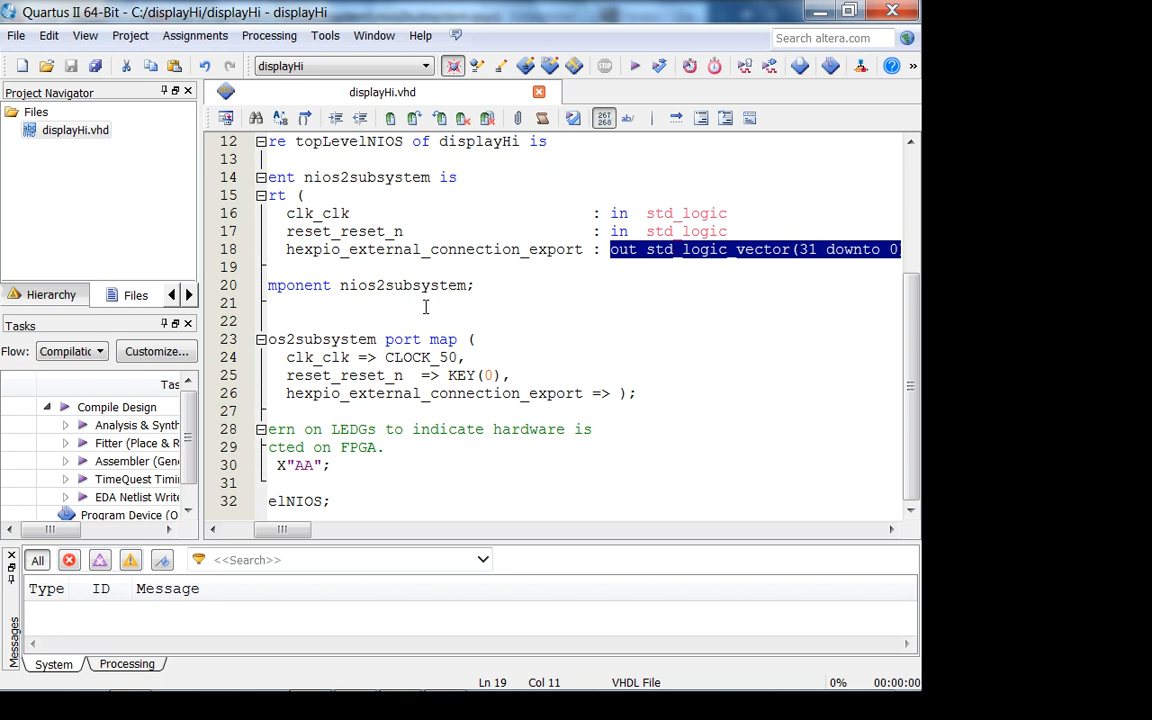 Quartus II 64-Bit - C:/displayHi/displayHi - displayHi
File Edit View Project Assignments Processing Tools Window Help
Search altera.com
displayHi
STOP
Project Navigator
displayHi.vhd
Files
displayHi.vhd
267
268
ab/
12 re topLevelNIOS of displayHi is
13
14 ent nios2subsystem is
15 rt (
16 clk_clk : in std_logic
17 reset_reset_n : in std_logic
18 hexpio_external_connection_export : out std_logic_vector(31 downto 0)
19
20 mponent nios2subsystem;
21
22
23 os2subsystem port map (
24 clk_clk => CLOCK_50,
25 reset_reset_n => KEY(0),
26 hexpio_external_connection_export => );
27
28 ern on LEDGs to indicate hardware is
29 cted on FPGA.
30 X"AA";
31
32 elNIOS;
Hierarchy Files
Tasks
Flow: Compilatic Customize...
Tas
Compile Design
Analysis & Synth
Fitter (Place & R
Assembler (Gen
TimeQuest Timi
EDA Netlist Write
Program Device (O
All <<Search>>
Type ID Message
Messages
System Processing
Ln 19 Col 11 VHDL File 0% 00:00:00